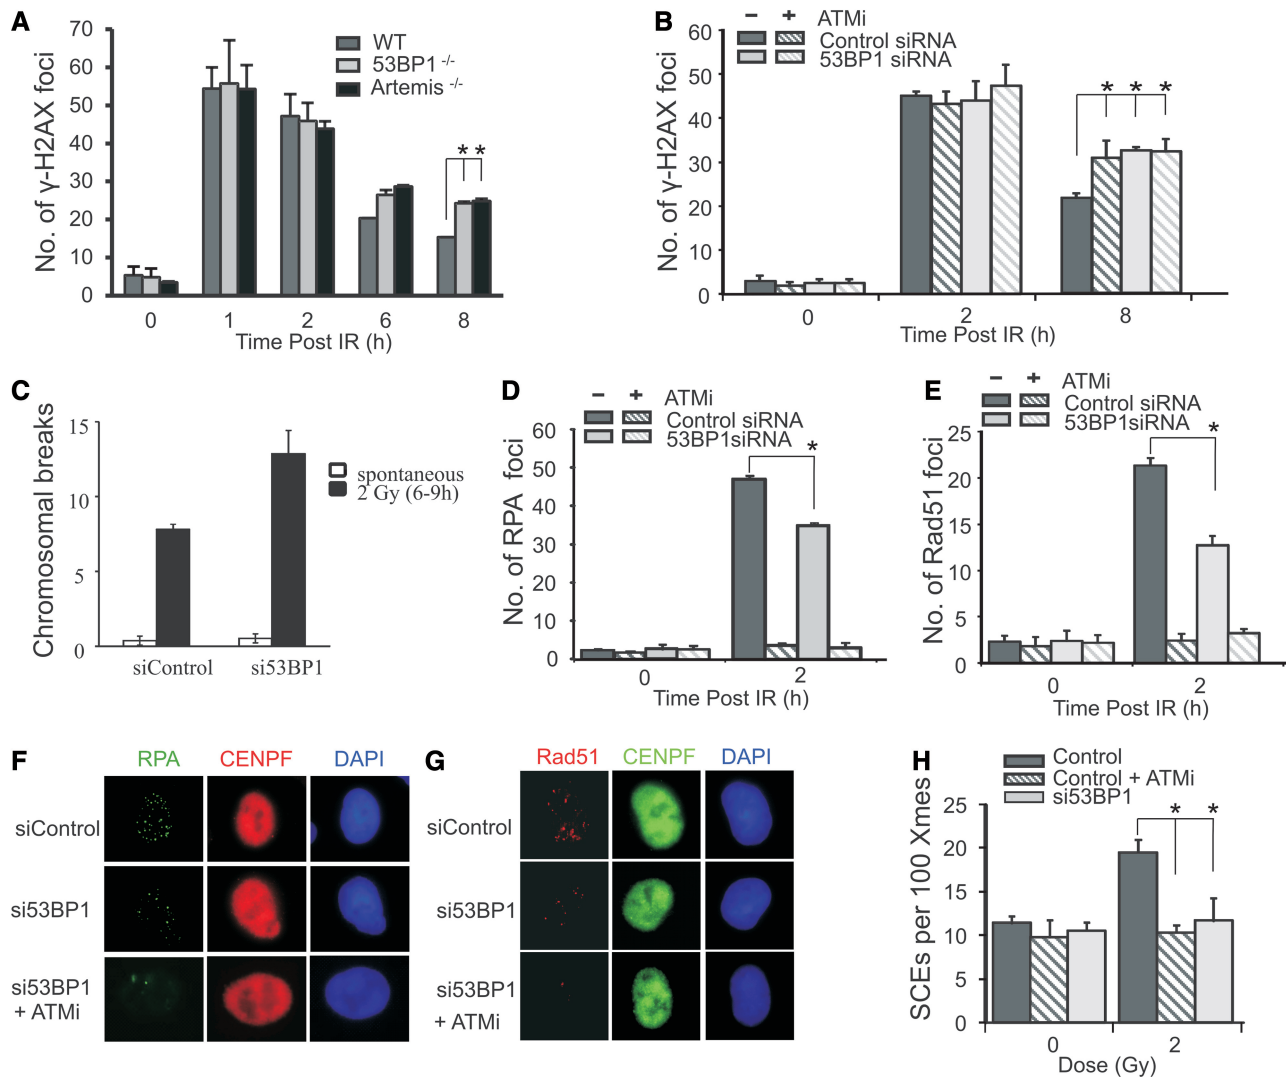 A
70
60
50
40
30
20
10
0
No. of γ-H2AX foci
WT
53BP1 -/-
Artemis -/-
* *
0 1 2 6 8
Time Post IR (h)
B
− + ATMi
Control siRNA
53BP1 siRNA
60
50
40
30
20
10
0
No. of γ-H2AX foci
* * *
0 2 8
Time Post IR (h)
C
15
10
5
0
Chromosomal breaks
spontaneous
2 Gy (6-9h)
siControl si53BP1
D
− + ATMi
Control siRNA
53BP1siRNA
60
50
40
30
20
10
0
No. of RPA foci
*
0 2
Time Post IR (h)
E
− + ATMi
Control siRNA
53BP1siRNA
25
20
15
10
5
0
No. of Rad51 foci
*
0 2
Time Post IR (h)
F
RPA CENPF DAPI
siControl
si53BP1
si53BP1
+ ATMi
G
Rad51 CENPF DAPI
siControl
si53BP1
si53BP1
+ ATMi
H
Control
Control + ATMi
si53BP1
25
20
15
10
5
0
SCEs per 100 Xmes
* *
0 2
Dose (Gy)